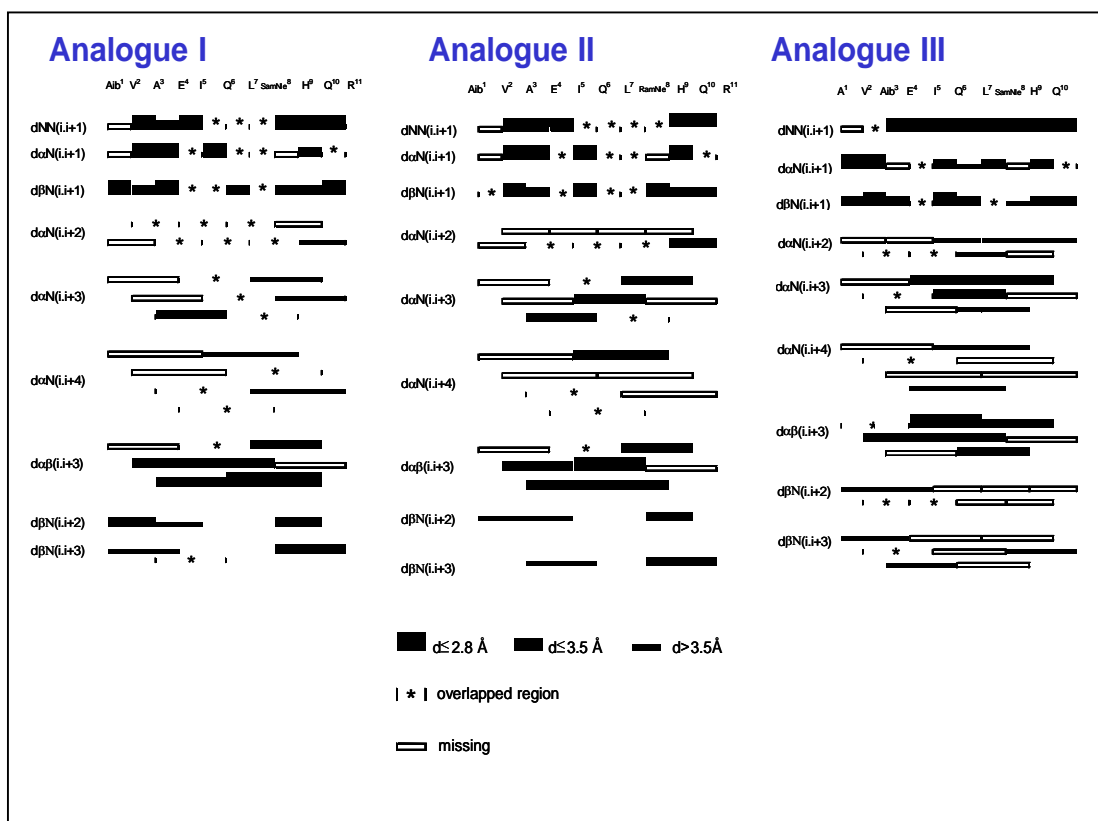 Analogue I
Analogue II
Analogue III
Aib¹ V² A³ E⁴ I⁵ Q⁶ L⁷ SamNle⁸ H⁹ Q¹⁰ R¹¹
Aib¹ V² A³ E⁴ I⁵ Q⁶ L⁷ RamNle⁸ H⁹ Q¹⁰ R¹¹
A¹ V² Aib³ E⁴ I⁵ Q⁶ L⁷ SamNle⁸ H⁹ Q¹⁰
dNN(i.i+1) * * *
dαN(i.i+1) * * * *
dβN(i.i+1) * * *
dαN(i.i+2) * * * *
* * *
dαN(i.i+3) *
*
*
dαN(i.i+4) *
*
*
dαβ(i.i+3) *
dβN(i.i+2)
dβN(i.i+3) *
dNN(i.i+1) * * * *
dαN(i.i+1) * * * *
dβN(i.i+1) * * * *
dαN(i.i+2)
* * *
dαN(i.i+3) *
*
dαN(i.i+4) *
*
dαβ(i.i+3) *
dβN(i.i+2)
dβN(i.i+3)
dNN(i.i+1) *
dαN(i.i+1) * *
dβN(i.i+1) * *
dαN(i.i+2) * *
dαN(i.i+3) *
dαN(i.i+4) *
dαβ(i.i+3) *
dβN(i.i+2) * *
dβN(i.i+3) *
d≤2.8 Å d≤3.5 Å d>3.5Å
* overlapped region
missing